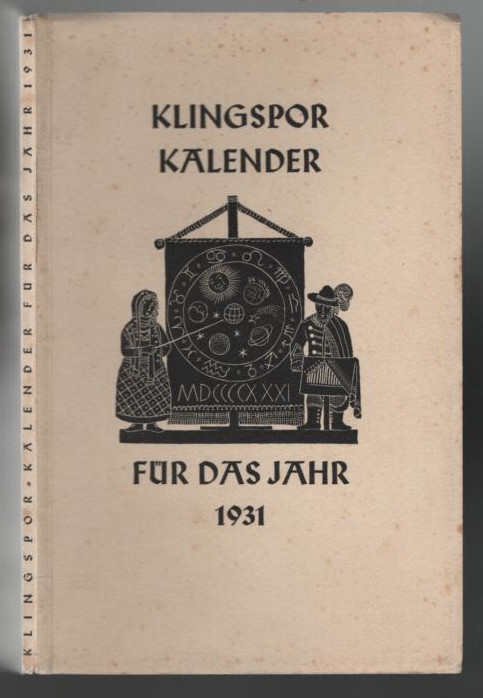 KLINGSPOR
KALENDER
MDCCCCXXXI
FÜR DAS JAHR
1931
KLINGSPOR-KALENDER FÜR DAS JAHR 1931